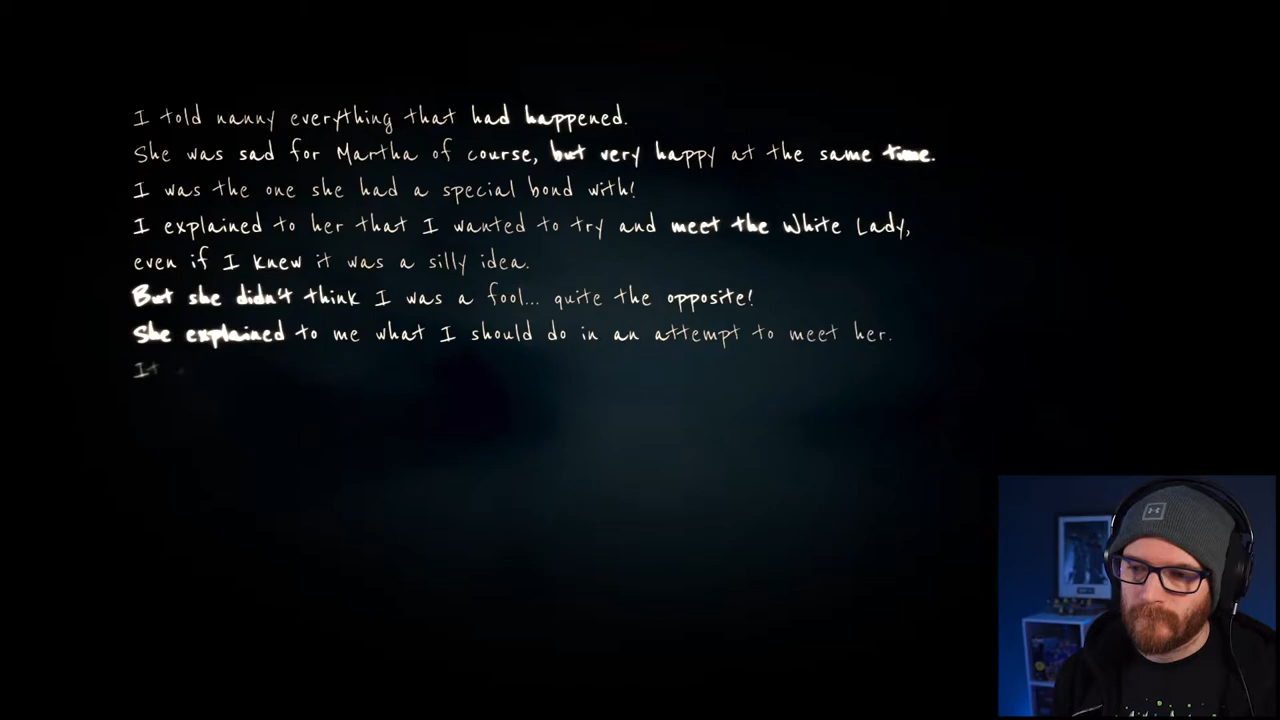 I told nanny everything that had happened.
She was sad for Martha of course, but very happy at the same time.
I was the one she had a special bond with!
I explained to her that I wanted to try and meet the White Lady,
even if I knew it was a silly idea.
But she didn't think I was a fool... quite the opposite!
She explained to me what I should do in an attempt to meet her.
It